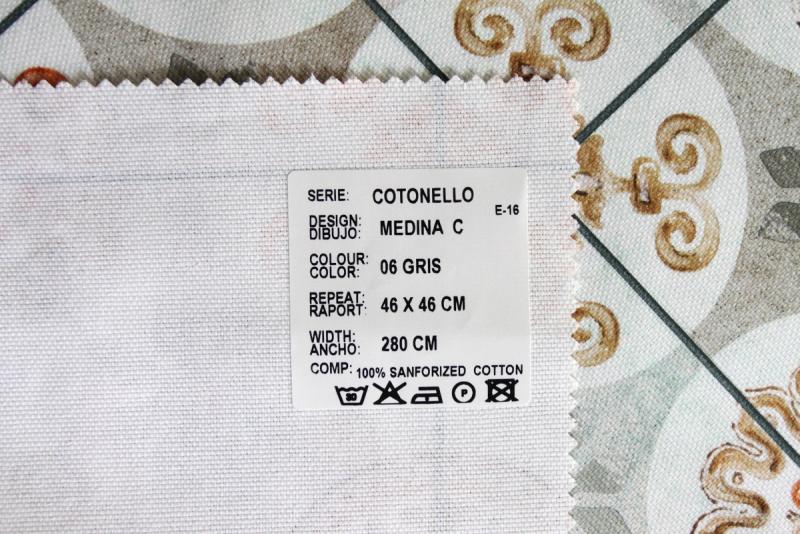 SERIE: COTONELLO
E-16
DESIGN:
DIBUJO: MEDINA C
COLOUR:
COLOR: 06 GRIS
REPEAT:
RAPORT: 46 X 46 CM
WIDTH:
ANCHO: 280 CM
COMP: 100% SANFORIZED COTTON
30 P